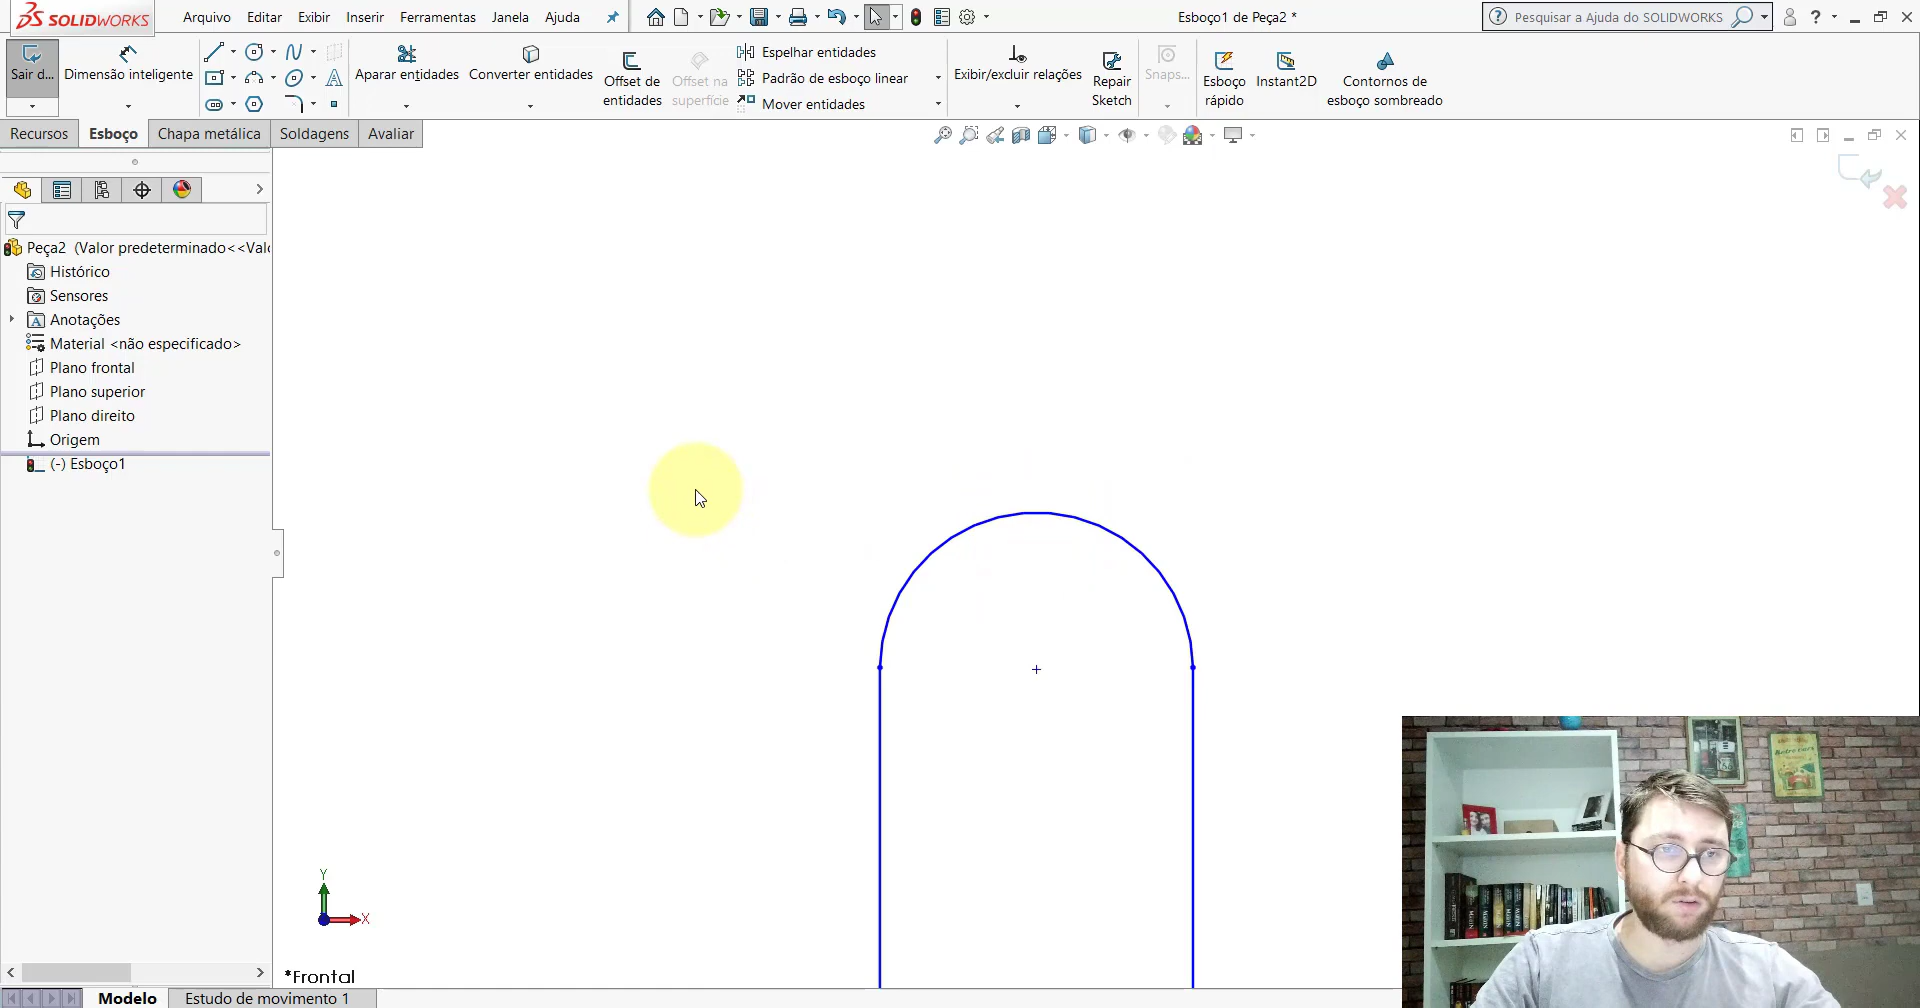 SOLIDWORKS
Arquivo
Editar
Exibir
Inserir
Ferramentas
Janela
Ajuda
Esboço1 de Peça2 *
Pesquisar a Ajuda do SOLIDWORKS
Sair d...
Dimensão inteligente
Aparar entidades
Converter entidades
Offset de
entidades
Offset na
superfície
Espelhar entidades
Padrão de esboço linear
Mover entidades
Exibir/excluir relações
Repair
Sketch
Snaps...
Esboço
rápido
Instant2D
Contornos de
esboço sombreado
Recursos
Esboço
Chapa metálica
Soldagens
Avaliar
Peça2 (Valor predeterminado<<Valo
Histórico
Sensores
Anotações
Material <não especificado>
Plano frontal
Plano superior
Plano direito
Origem
(-) Esboço1
Y
X
*Frontal
Modelo
Estudo de movimento 1